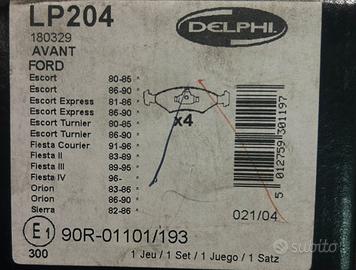 LP204
DELPHI
180329
AVANT
FORD
Escort 80-85 *
Escort 86-90 *
Escort Express 81-86 *
Escort Express 86-90 *
Escort Turnier 80-85 *
Escort Turnier 86-90 *
Fiesta Courier 91-96 *
Fiesta II 83-89 *
Fiesta III 89-95 *
Fiesta IV 96- *
Orion 83-86 *
Orion 86-90 *
Sierra 82-86 *
x4
5 012759 301197
021/04
E1 90R-01101/193
300
1 Jeu / 1 Set / 1 Juego / 1 Satz
subito